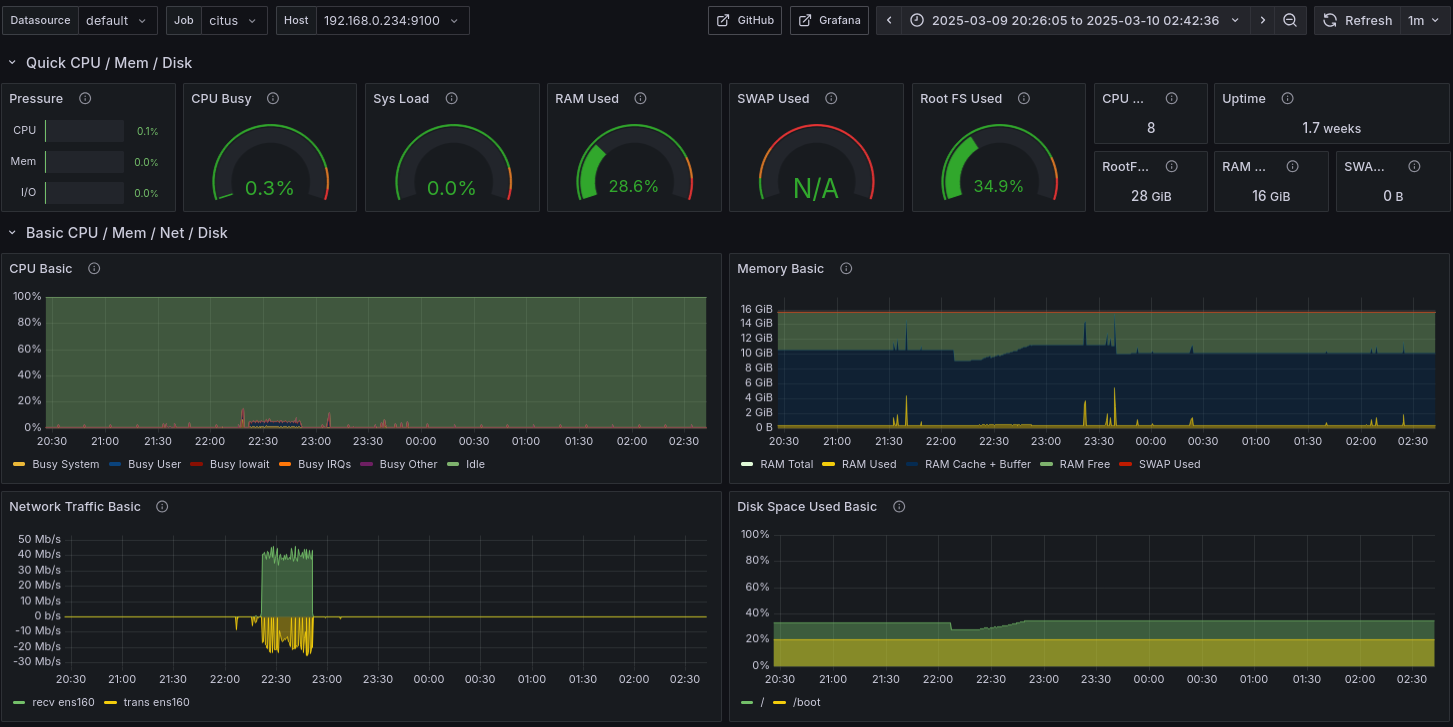 Datasource default Job citus Host 192.168.0.234:9100 GitHub Grafana 2025-03-09 20:26:05 to 2025-03-10 02:42:36 Refresh 1m
Quick CPU / Mem / Disk
Pressure CPU Busy Sys Load RAM Used SWAP Used Root FS Used CPU ... Uptime
CPU 0.1%
Mem 0.0%
I/O 0.0%
0.3%
0.0%
28.6%
N/A
34.9%
8
1.7 weeks
RootF... RAM ... SWA...
28 GiB 16 GiB 0 B
Basic CPU / Mem / Net / Disk
CPU Basic
100%
80%
60%
40%
20%
0%
20:30 21:00 21:30 22:00 22:30 23:00 23:30 00:00 00:30 01:00 01:30 02:00 02:30
Busy System Busy User Busy Iowait Busy IRQs Busy Other Idle
Memory Basic
16 GiB
14 GiB
12 GiB
10 GiB
8 GiB
6 GiB
4 GiB
2 GiB
0 B
20:30 21:00 21:30 22:00 22:30 23:00 23:30 00:00 00:30 01:00 01:30 02:00 02:30
RAM Total RAM Used RAM Cache + Buffer RAM Free SWAP Used
Network Traffic Basic
50 Mb/s
40 Mb/s
30 Mb/s
20 Mb/s
10 Mb/s
0 b/s
-10 Mb/s
-20 Mb/s
-30 Mb/s
20:30 21:00 21:30 22:00 22:30 23:00 23:30 00:00 00:30 01:00 01:30 02:00 02:30
recv ens160 trans ens160
Disk Space Used Basic
100%
80%
60%
40%
20%
0%
20:30 21:00 21:30 22:00 22:30 23:00 23:30 00:00 00:30 01:00 01:30 02:00 02:30
/ /boot